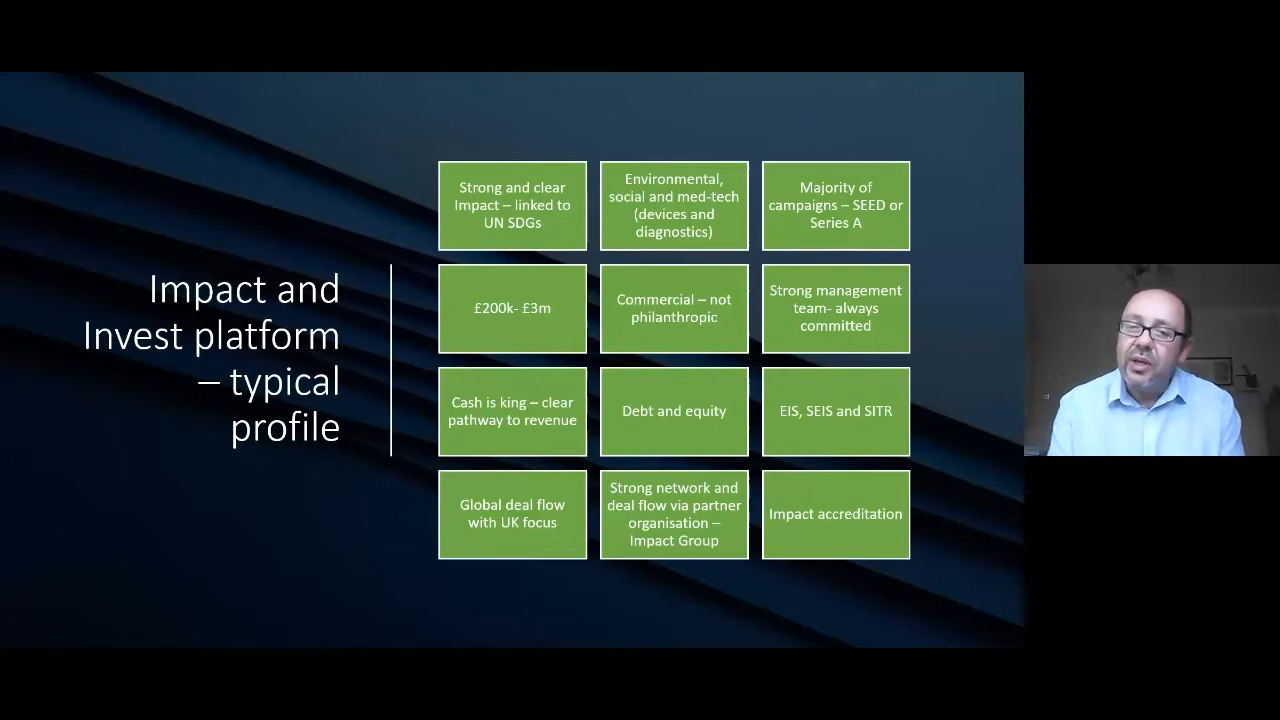 Impact and
Invest platform
– typical
profile
Strong and clear
Impact – linked to
UN SDGs
Environmental,
social and med-tech
(devices and
diagnostics)
Majority of
campaigns – SEED or
Series A
£200k- £3m
Commercial – not
philanthropic
Strong management
team- always
committed
Cash is king – clear
pathway to revenue
Debt and equity
EIS, SEIS and SITR
Global deal flow
with UK focus
Strong network and
deal flow via partner
organisation –
Impact Group
Impact accreditation